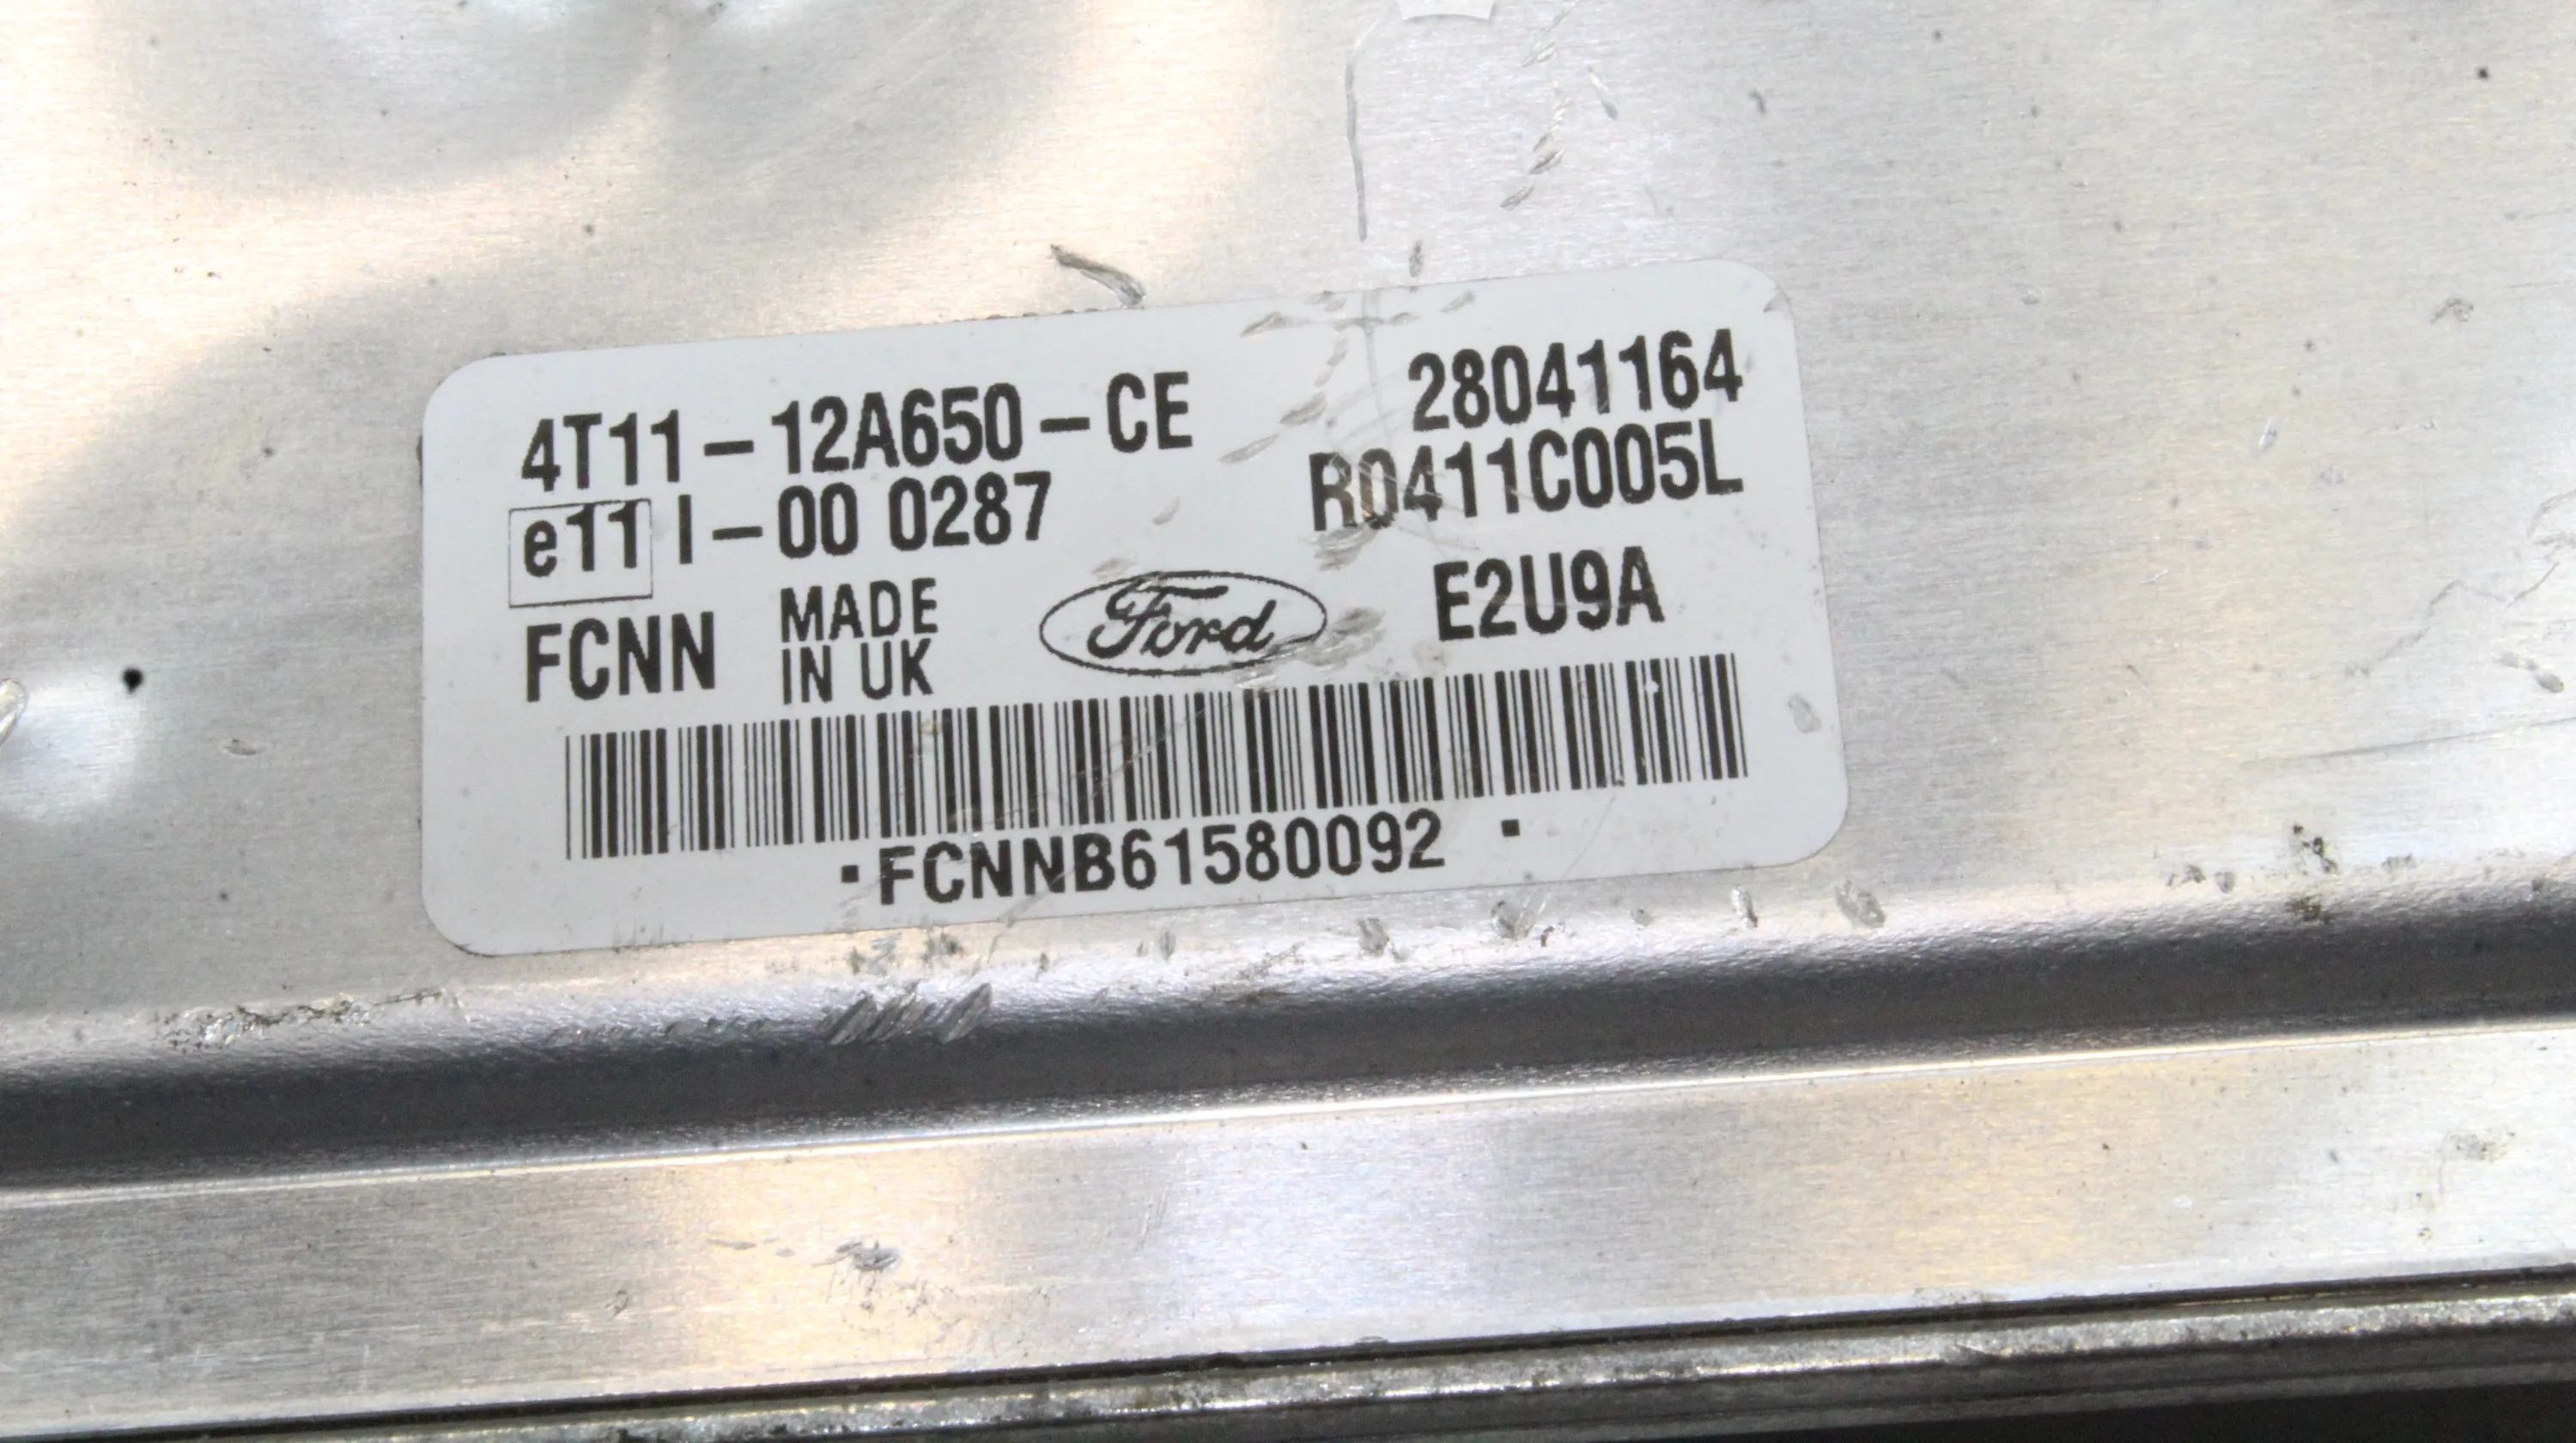 4T11-12A650-CE 28041164
e11 I-00 0287 R0411C005L
FCNN MADE IN UK Ford E2U9A
·FCNNB61580092 ·